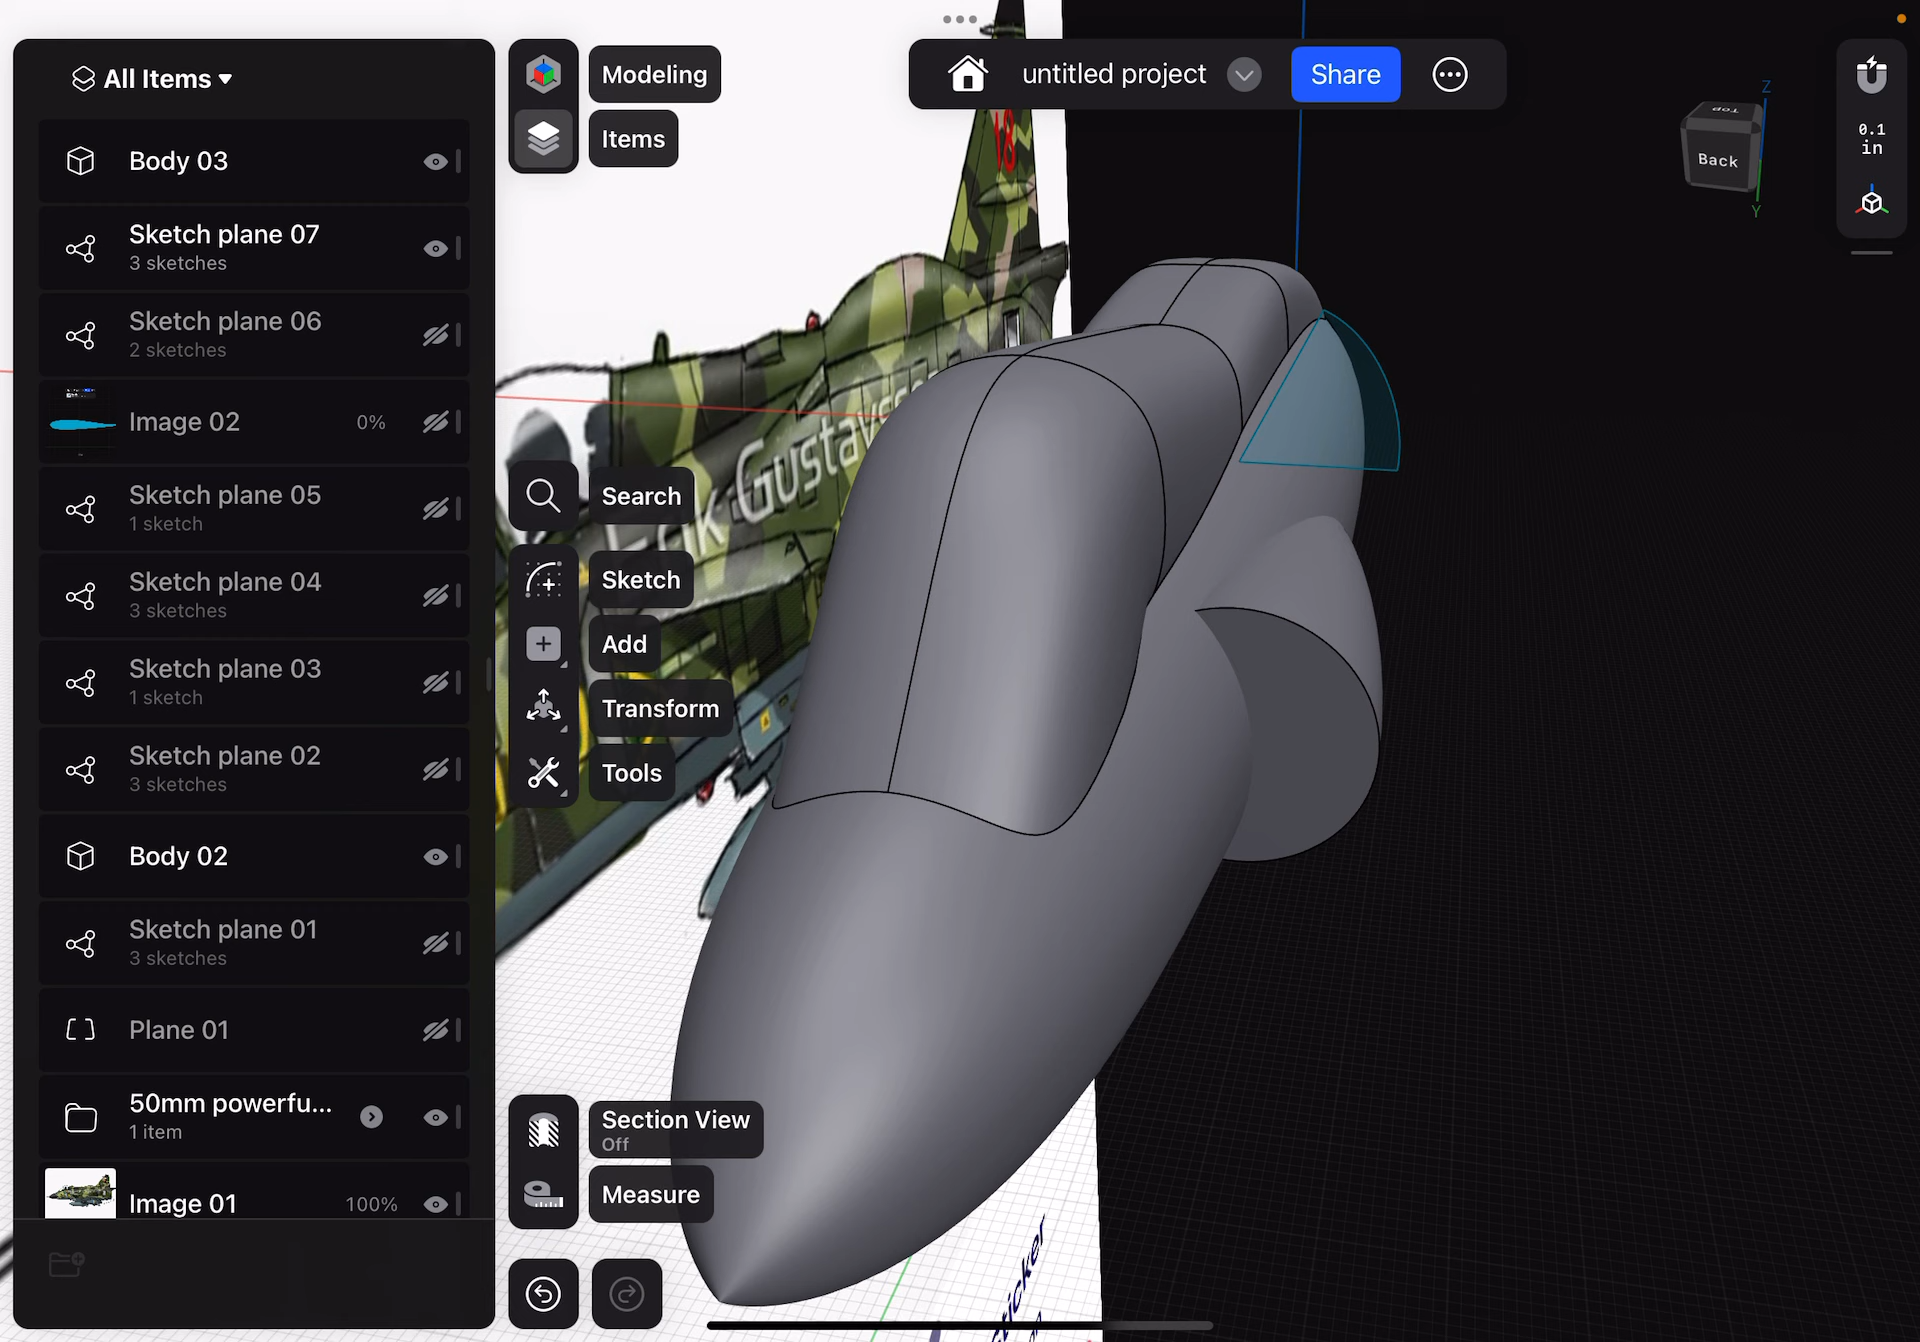 All Items
Body 03
Sketch plane 07
3 sketches
Sketch plane 06
2 sketches
Image 02
0%
Sketch plane 05
1 sketch
Sketch plane 04
3 sketches
Sketch plane 03
1 sketch
Sketch plane 02
3 sketches
Body 02
Sketch plane 01
3 sketches
Plane 01
50mm powerfu...
1 item
Image 01
100%
Modeling
Items
untitled project
Share
18
Top
Back
Z
Y
0.1
in
Gustavsson
Search
Sketch
Add
Transform
Tools
Section View
Off
Measure